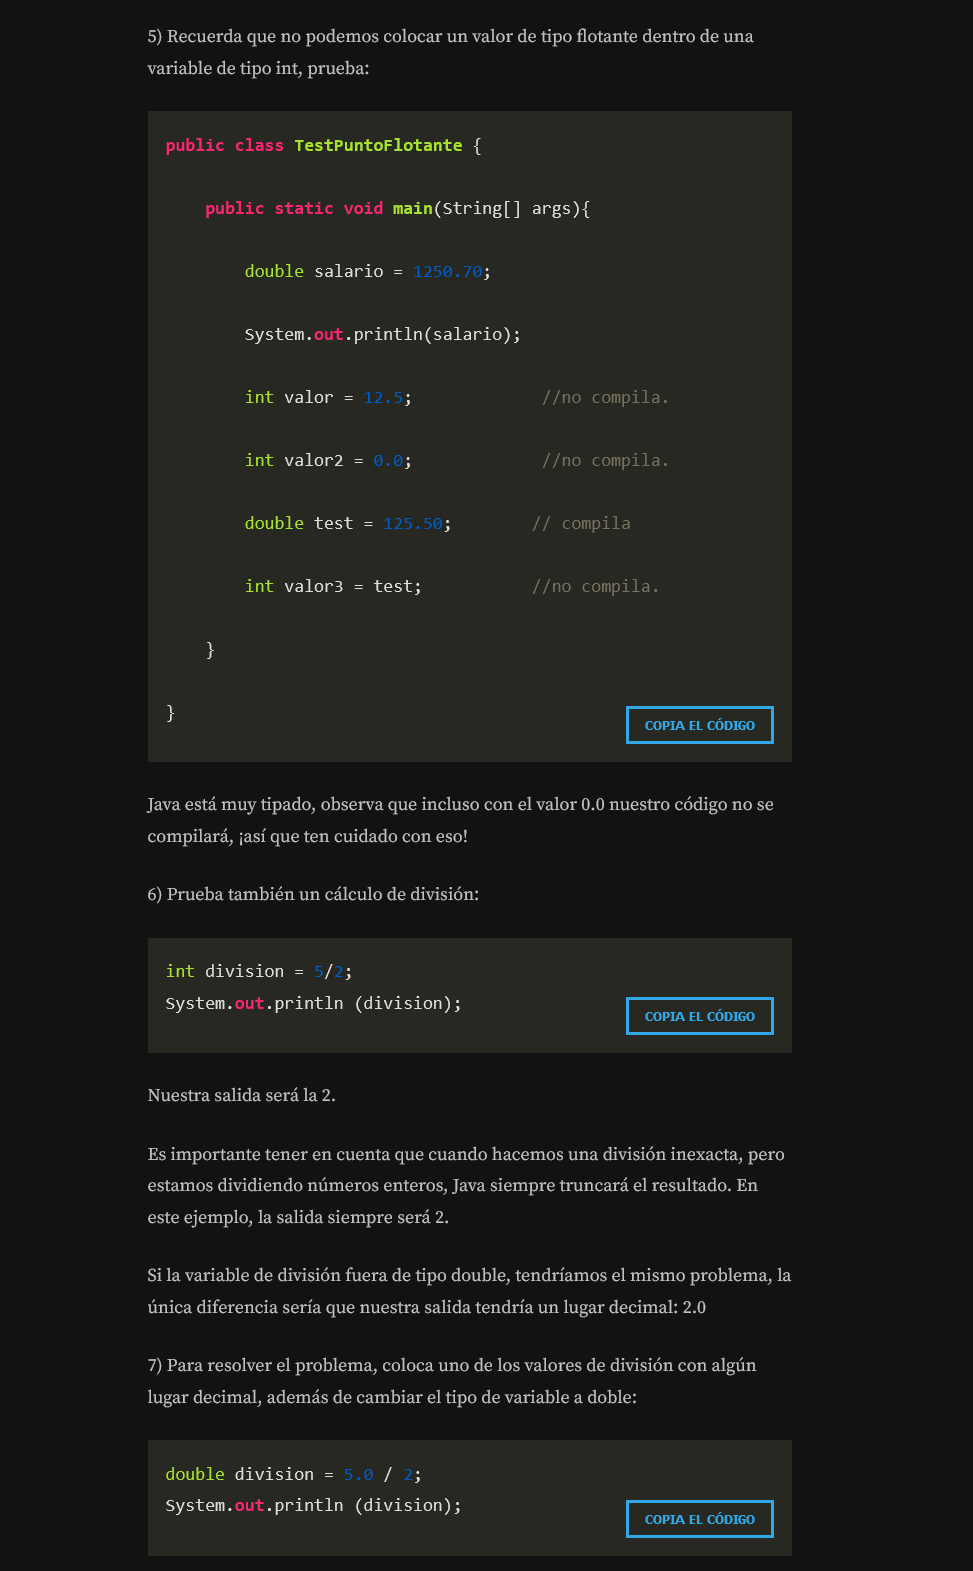 5) Recuerda que no podemos colocar un valor de tipo flotante dentro de una
variable de tipo int, prueba:
public class TestPuntoFlotante {
    public static void main(String[] args){
        double salario = 1250.70;
        System.out.println(salario);
        int valor = 12.5;             //no compila.
        int valor2 = 0.0;             //no compila.
        double test = 125.50;        // compila
        int valor3 = test;           //no compila.
    }
}
COPIA EL CÓDIGO
Java está muy tipado, observa que incluso con el valor 0.0 nuestro código no se
compilará, ¡así que ten cuidado con eso!
6) Prueba también un cálculo de división:
int division = 5/2;
System.out.println (division);
COPIA EL CÓDIGO
Nuestra salida será la 2.
Es importante tener en cuenta que cuando hacemos una división inexacta, pero
estamos dividiendo números enteros, Java siempre truncará el resultado. En
este ejemplo, la salida siempre será 2.
Si la variable de división fuera de tipo double, tendríamos el mismo problema, la
única diferencia sería que nuestra salida tendría un lugar decimal: 2.0
7) Para resolver el problema, coloca uno de los valores de división con algún
lugar decimal, además de cambiar el tipo de variable a doble:
double division = 5.0 / 2;
System.out.println (division);
COPIA EL CÓDIGO